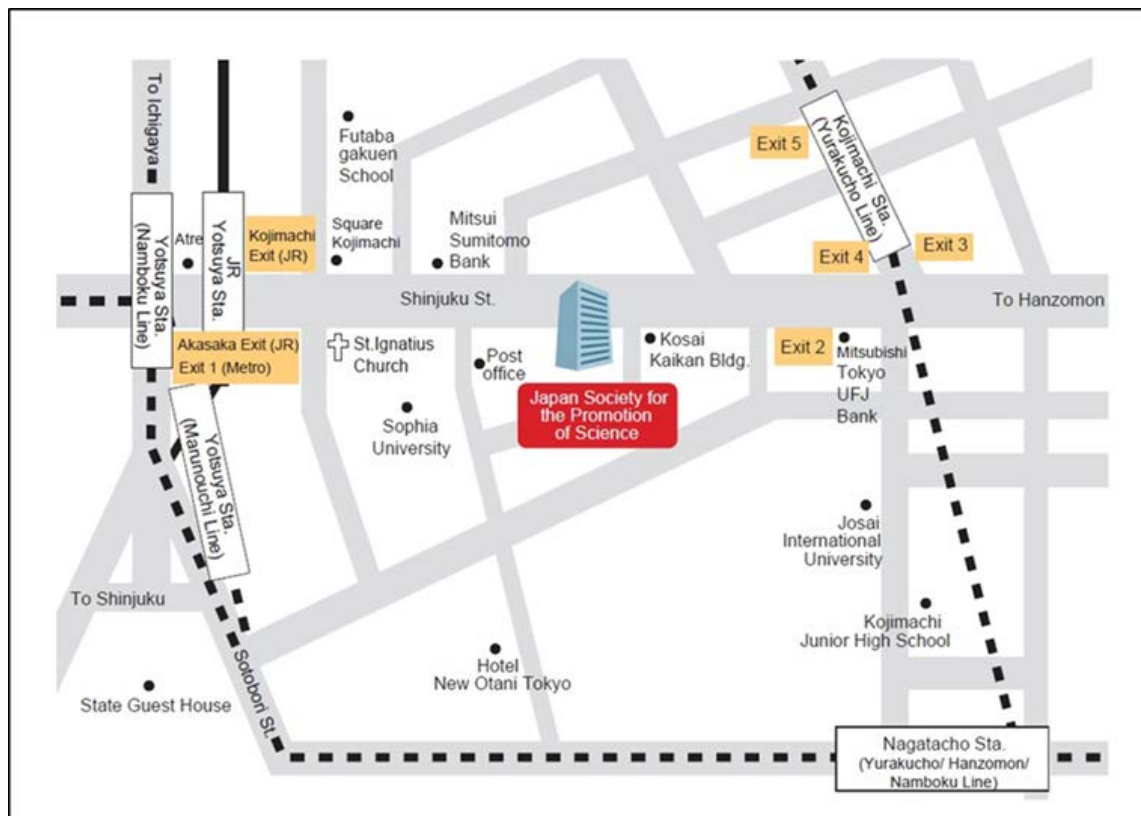 To Ichigaya
Futaba
gakuen
School
Exit 5
Kojimachi Sta.
(Yurakucho Line)
Yotsuya Sta.
(Namboku Line)
Atre
JR
Yotsuya Sta.
Kojimachi
Exit (JR)
Square
Kojimachi
Mitsui
Sumitomo
Bank
Exit 4
Exit 3
Shinjuku St.
To Hanzomon
Akasaka Exit (JR)
Exit 1 (Metro)
St.Ignatius
Church
Post
office
Kosai
Kaikan Bldg.
Exit 2
Mitsubishi
Tokyo
UFJ
Bank
Japan Society for
the Promotion
of Science
Sophia
University
Yotsuya Sta.
(Marunouchi Line)
Josai
International
University
To Shinjuku
Kojimachi
Junior High School
Sotobori St.
Hotel
New Otani Tokyo
State Guest House
Nagatacho Sta.
(Yurakucho/ Hanzomon/
Namboku Line)